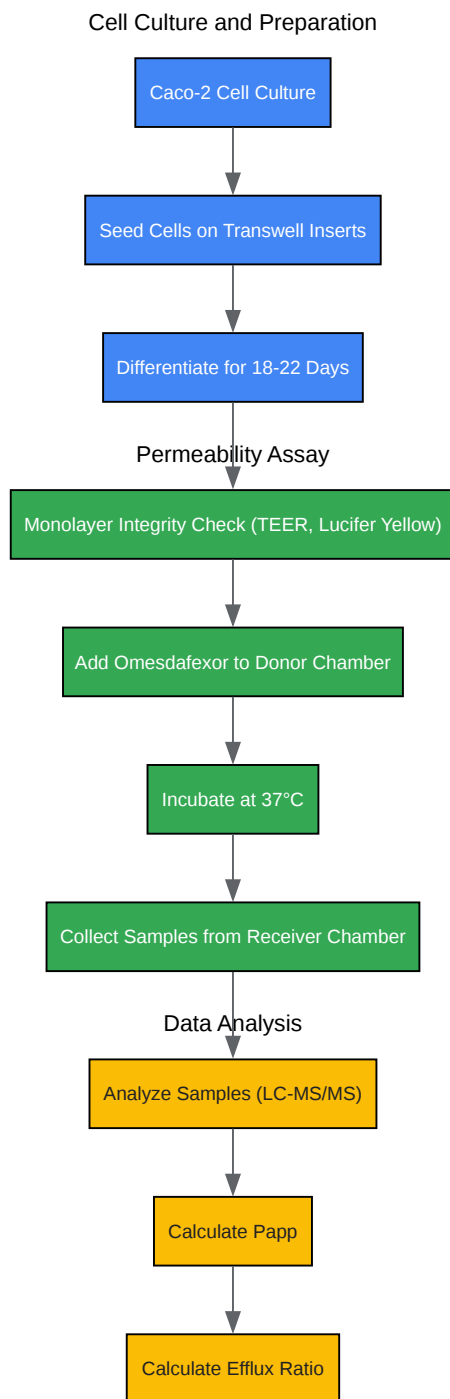 Cell Culture and Preparation
Caco-2 Cell Culture
Seed Cells on Transwell Inserts
Differentiate for 18-22 Days
Permeability Assay
Monolayer Integrity Check (TEER, Lucifer Yellow)
Add Omesdafexor to Donor Chamber
Incubate at 37°C
Collect Samples from Receiver Chamber
Data Analysis
Analyze Samples (LC-MS/MS)
Calculate Papp
Calculate Efflux Ratio